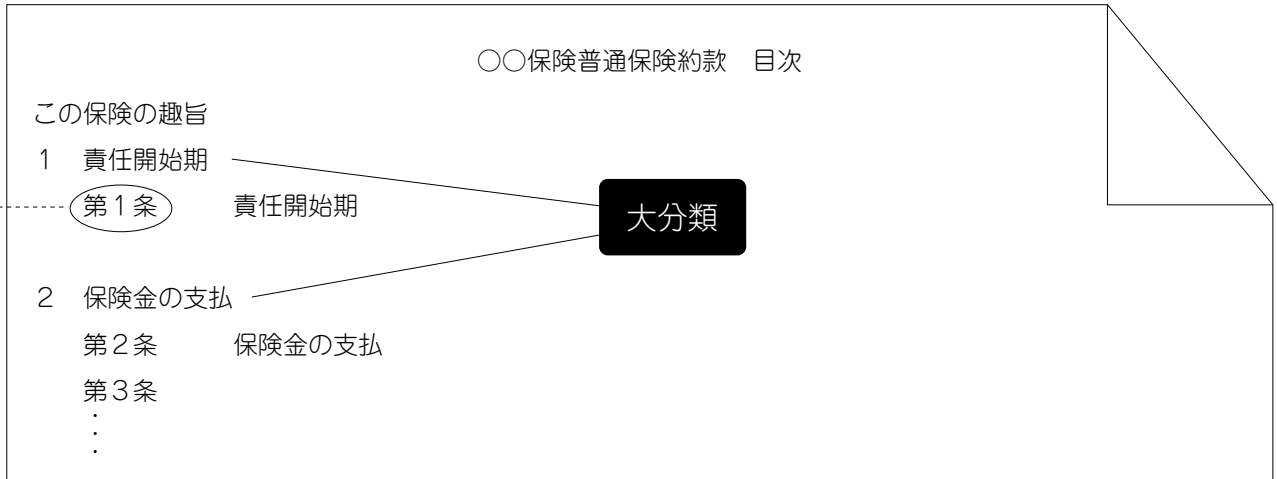 ○○保険普通保険約款　目次
この保険の趣旨
１　責任開始期
第１条　　　責任開始期
大分類
２　保険金の支払
第２条　　　保険金の支払
第３条